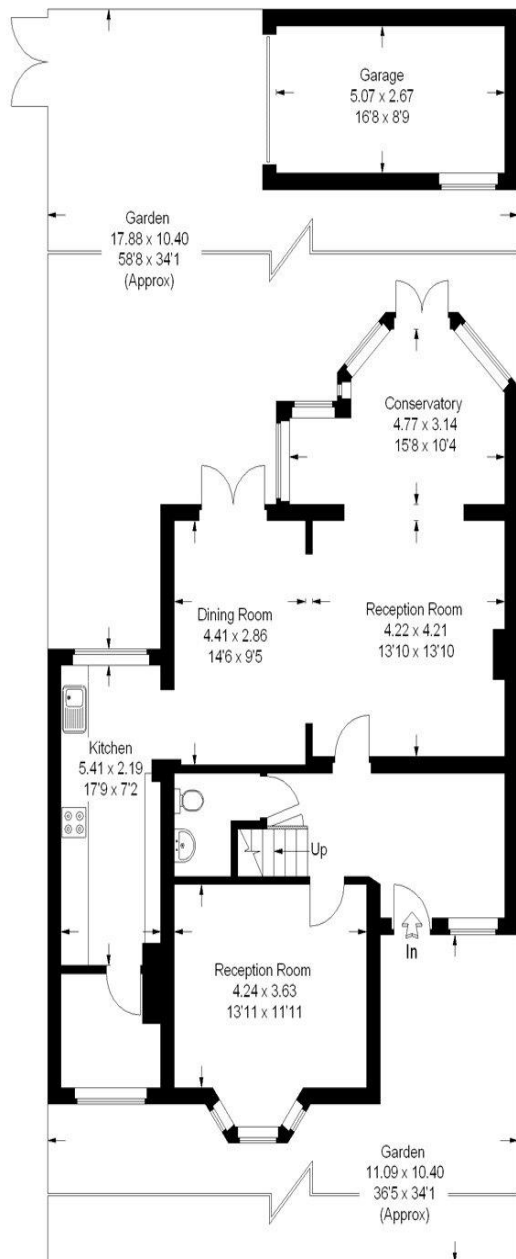 Garage
5.07 x 2.67
16'8 x 8'9
Garden
17.88 x 10.40
58'8 x 34'1
(Approx)
Conservatory
4.77 x 3.14
15'8 x 10'4
Dining Room
4.41 x 2.86
14'6 x 9'5
Reception Room
4.22 x 4.21
13'10 x 13'10
Kitchen
5.41 x 2.19
17'9 x 7'2
Up
In
Reception Room
4.24 x 3.63
13'11 x 11'11
Garden
11.09 x 10.40
36'5 x 34'1
(Approx)